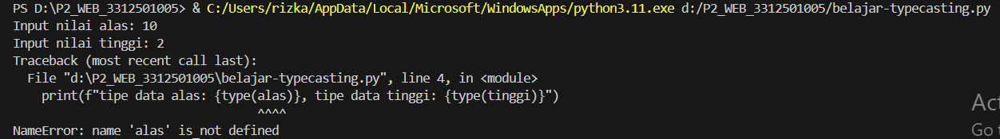 PS D:\P2_WEB_3312501005> & C:/Users/rizka/AppData/Local/Microsoft/WindowsApps/python3.11.exe d:/P2_WEB_3312501005/belajar-typecasting.py
Input nilai alas: 10
Input nilai tinggi: 2
Traceback (most recent call last):
  File "d:\P2_WEB_3312501005\belajar-typecasting.py", line 4, in <module>
    print(f"tipe data alas: {type(alas)}, tipe data tinggi: {type(tinggi)}")
                                  ^^^^
NameError: name 'alas' is not defined
Act
Go t